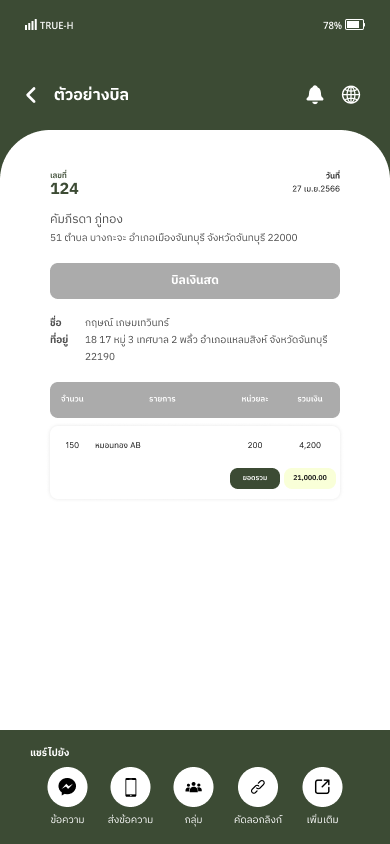 TRUE-H 78%
ตัวอย่างบิล
เลขที่ วันที่
124 27 เม.ย.2566
คัมภีรดา ภู่ทอง
51 ตำบล บางกะจะ อำเภอเมืองจันทบุรี จังหวัดจันทบุรี 22000
บิลเงินสด
ชื่อ กฤษณ์ เกษมเทวินทร์
ที่อยู่ 18 17 หมู่ 3 เทศบาล 2 พลิ้ว อำเภอแหลมสิงห์ จังหวัดจันทบุรี
22190
จำนวน รายการ หน่วยละ รวมเงิน
150 หมอนทอง AB 200 4,200
ยอดรวม 21,000.00
แชร์ไปยัง
ข้อความ ส่งข้อความ กลุ่ม คัดลอกลิงก์ เพิ่มเติม